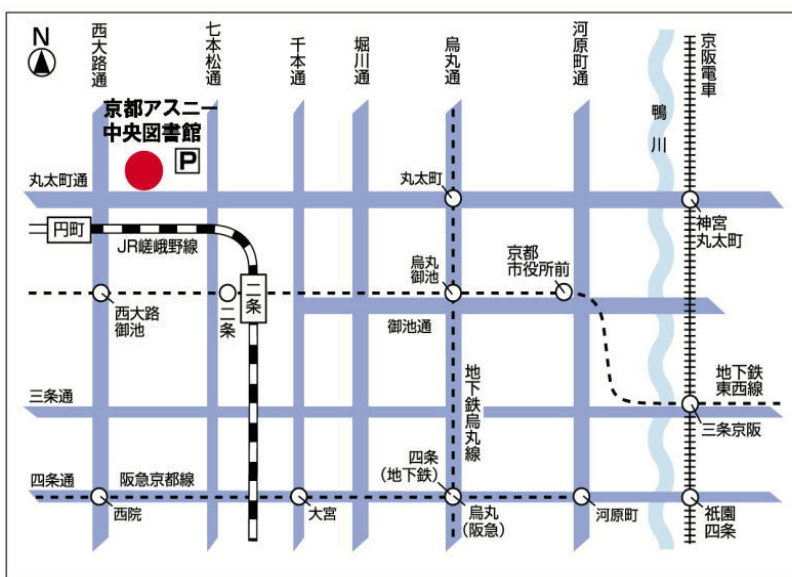 N
西大路通
七本松通
千本通
堀川通
烏丸通
河原町通
京阪電車
京都アスニー
中央図書館
P
鴨川
丸太町通
丸太町
神宮
丸太町
円町
JR嵯峨野線
烏丸
御池
京都
市役所前
二条
西大路
御池
二条
御池通
地下鉄烏丸線
地下鉄
東西線
三条通
三条京阪
四条通
阪急京都線
四条
(地下鉄)
西院
大宮
烏丸
(阪急)
河原町
祇園
四条